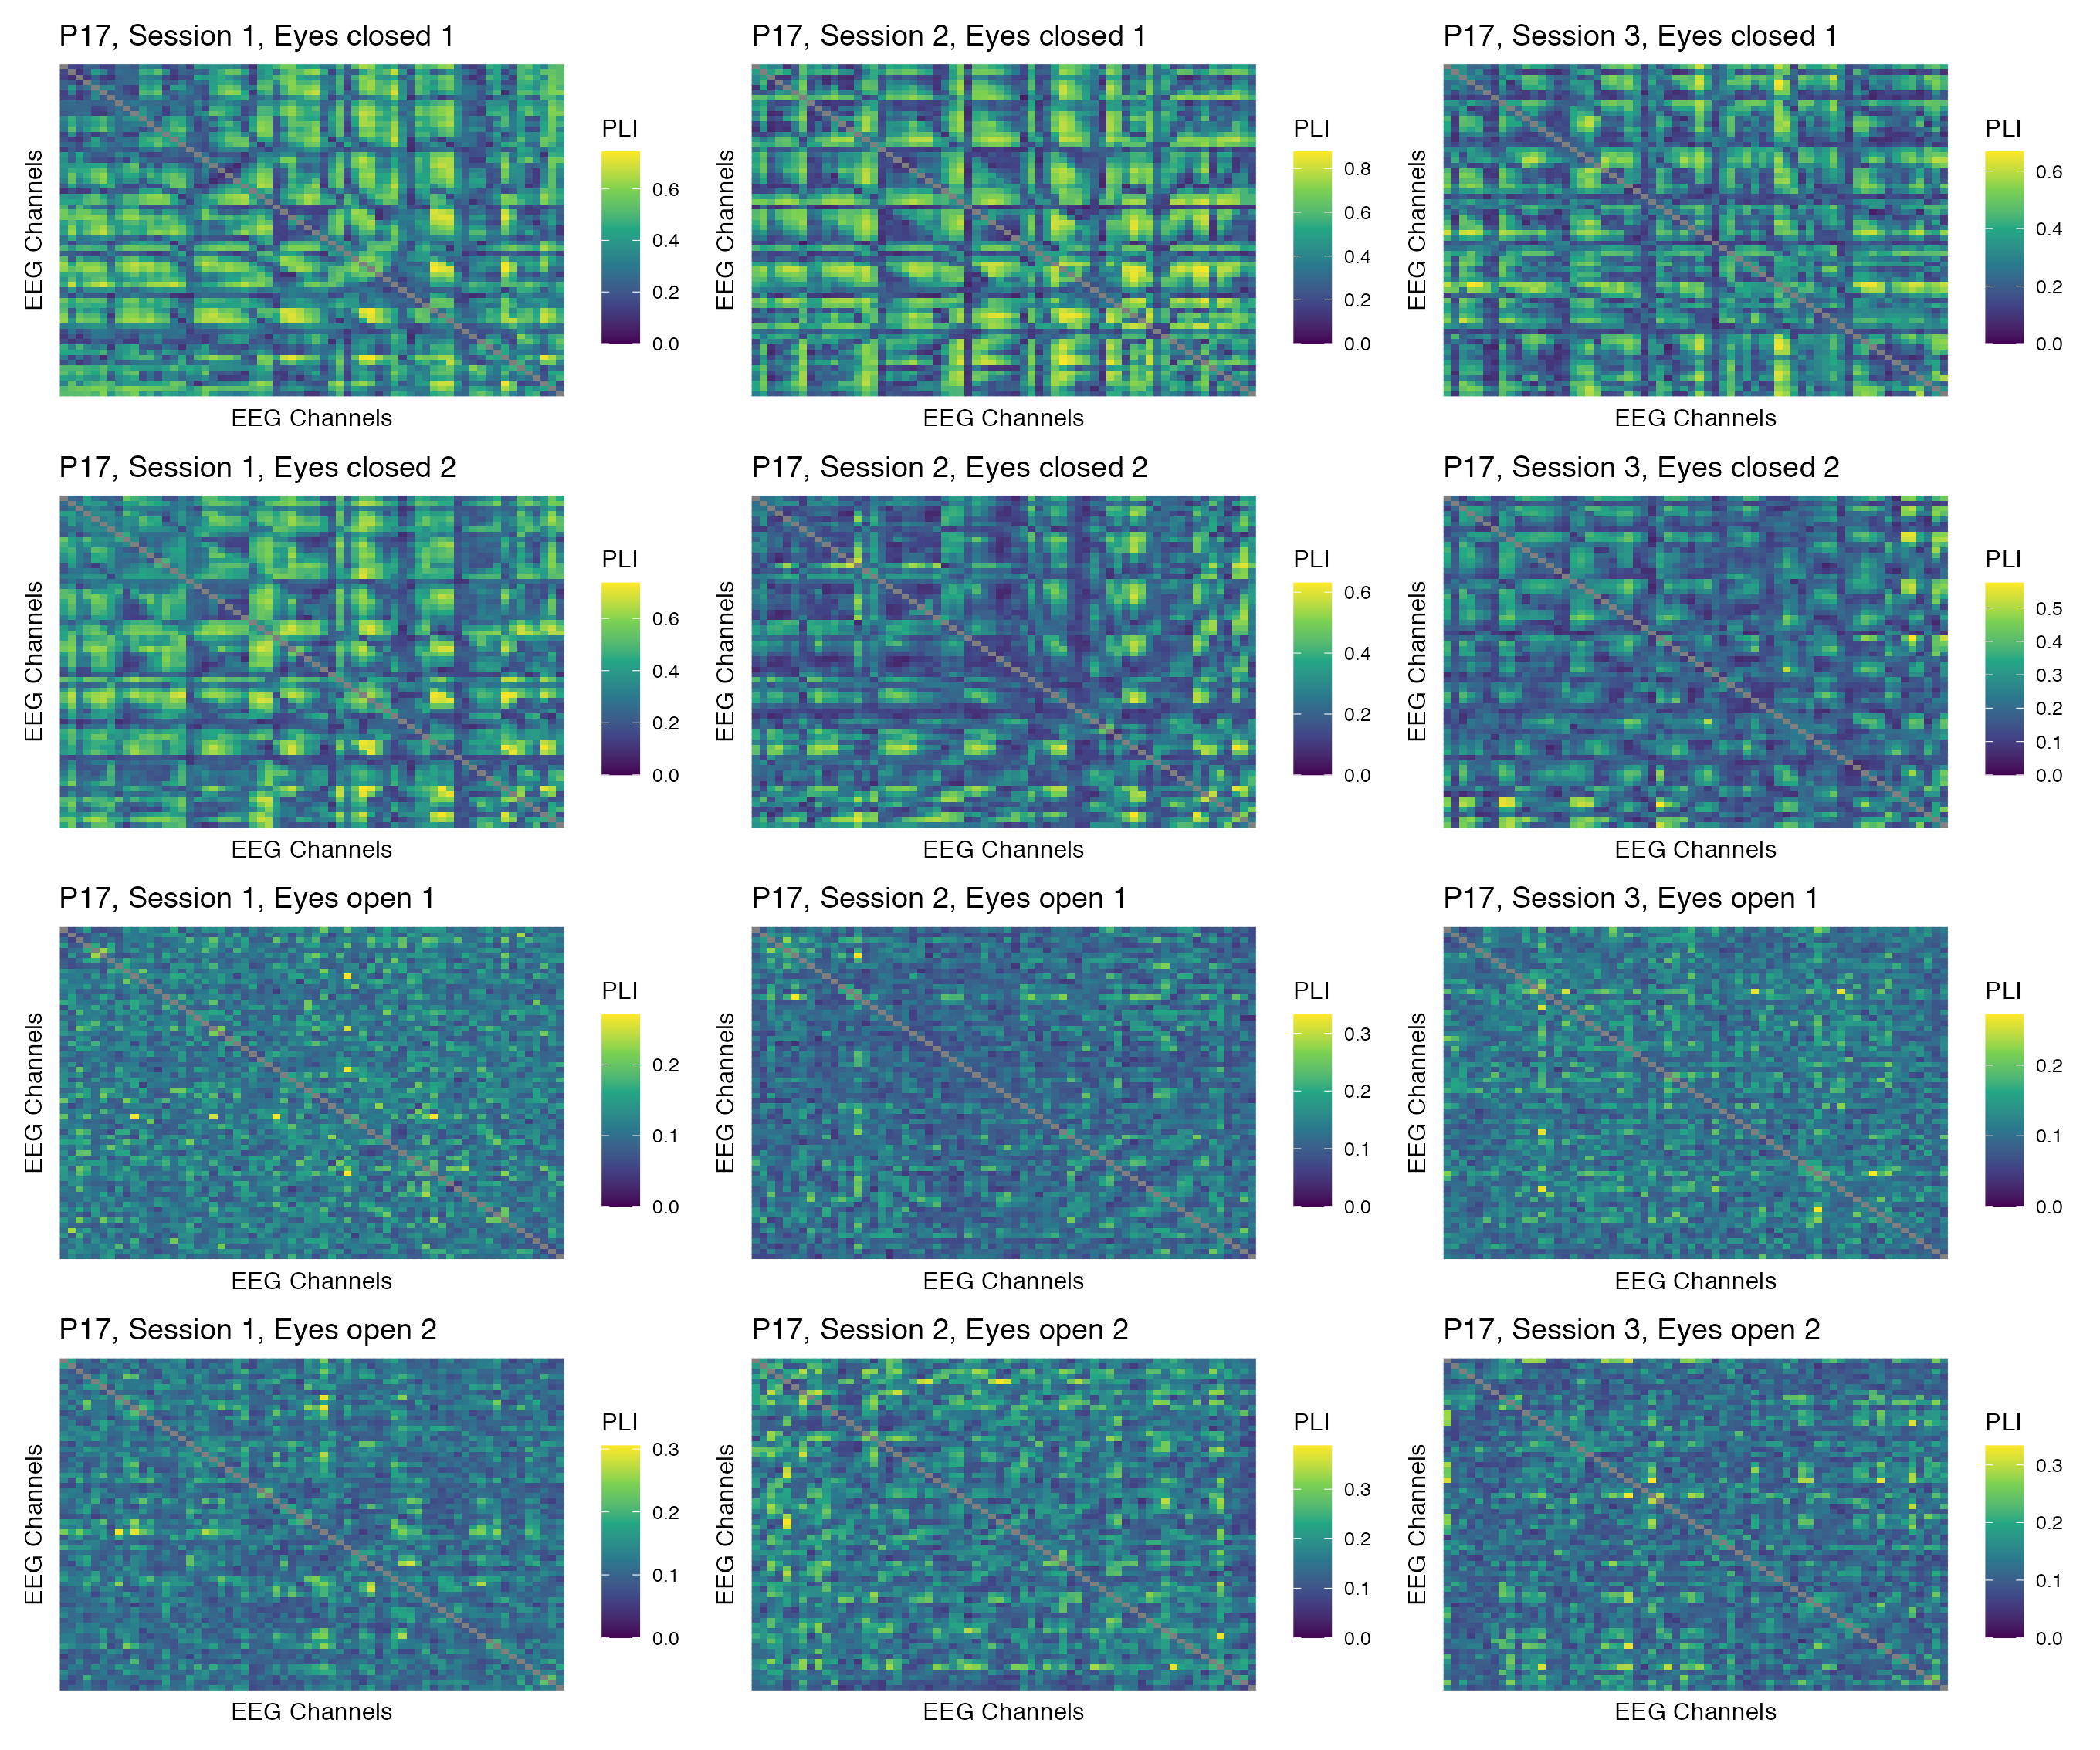 P17, Session 1, Eyes closed 1
P17, Session 2, Eyes closed 1
P17, Session 3, Eyes closed 1
EEG Channels
EEG Channels
PLI
0.6
0.4
0.2
0.0
EEG Channels
EEG Channels
PLI
0.8
0.6
0.4
0.2
0.0
EEG Channels
EEG Channels
PLI
0.6
0.4
0.2
0.0
P17, Session 1, Eyes closed 2
P17, Session 2, Eyes closed 2
P17, Session 3, Eyes closed 2
EEG Channels
EEG Channels
PLI
0.6
0.4
0.2
0.0
EEG Channels
EEG Channels
PLI
0.6
0.4
0.2
0.0
EEG Channels
EEG Channels
PLI
0.5
0.4
0.3
0.2
0.1
0.0
P17, Session 1, Eyes open 1
P17, Session 2, Eyes open 1
P17, Session 3, Eyes open 1
EEG Channels
EEG Channels
PLI
0.2
0.1
0.0
EEG Channels
EEG Channels
PLI
0.3
0.2
0.1
0.0
EEG Channels
EEG Channels
PLI
0.2
0.1
0.0
P17, Session 1, Eyes open 2
P17, Session 2, Eyes open 2
P17, Session 3, Eyes open 2
EEG Channels
EEG Channels
PLI
0.3
0.2
0.1
0.0
EEG Channels
EEG Channels
PLI
0.3
0.2
0.1
0.0
EEG Channels
EEG Channels
PLI
0.3
0.2
0.1
0.0